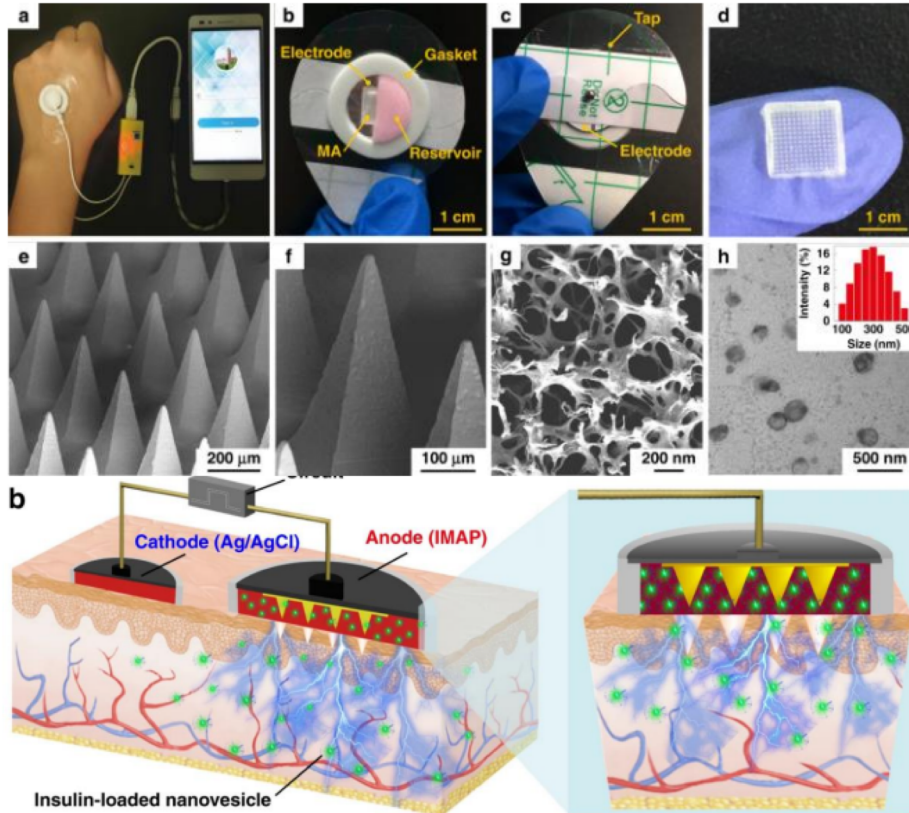 a
b
Electrode
Gasket
MA
Reservoir
1 cm
c
Tap
Do Not
Electrode
1 cm
d
1 cm
e
200 μm
f
100 μm
g
200 nm
h
Intensity (%)
16
12
8
4
0
100 300
Size (nm)
500 nm
b
Cathode (Ag/AgCl)
Anode (IMAP)
Insulin-loaded nanovesicle